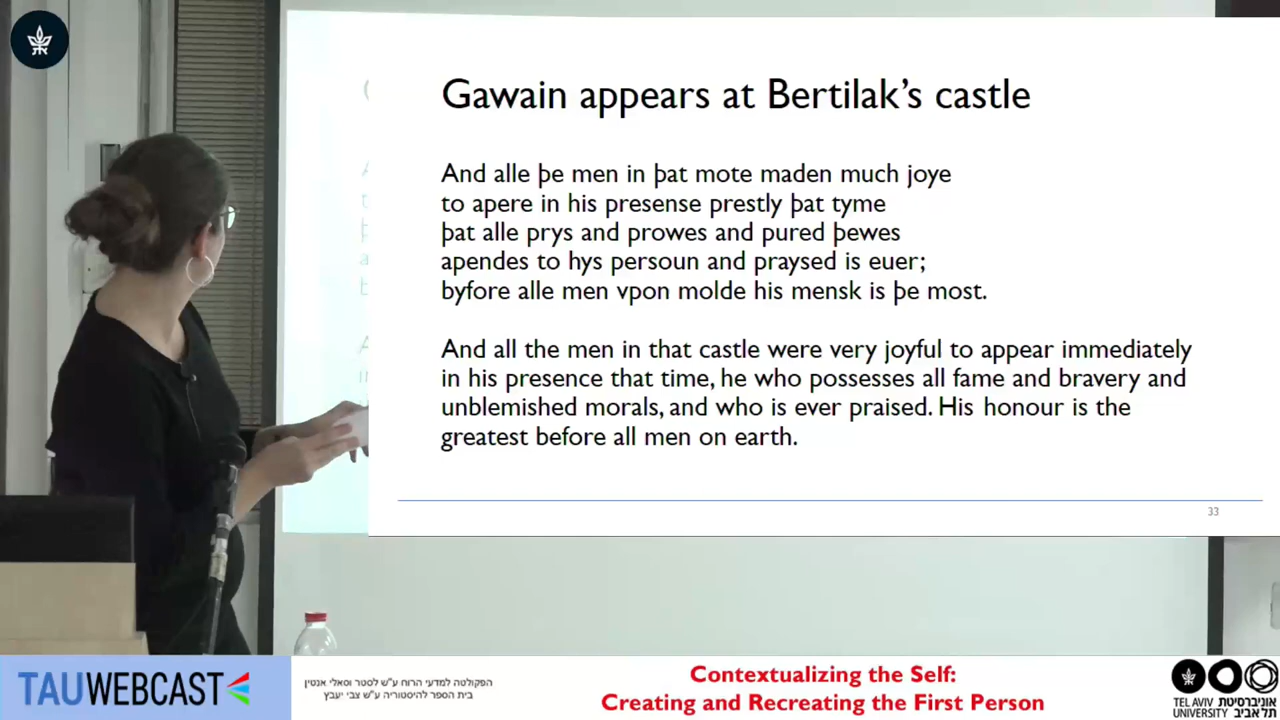 Gawain appears at Bertilak’s castle
And alle þe men in þat mote maden much joye
to apere in his presense prestly þat tyme
þat alle prys and prowes and pured þewes
apendes to hys persoun and praysed is euer;
byfore alle men vpon molde his mensk is þe most.
And all the men in that castle were very joyful to appear immediately
in his presence that time, he who possesses all fame and bravery and
unblemished morals, and who is ever praised. His honour is the
greatest before all men on earth.
33
TAUWEBCAST
הפקולטה למדעי הרוח ע"ש לסטר וסאלי אנטין
בית הספר להיסטוריה ע"ש צבי יעבץ
Contextualizing the Self:
Creating and Recreating the First Person
TEL AVIV אוניברסיטת
UNIVERSITY תל אביב